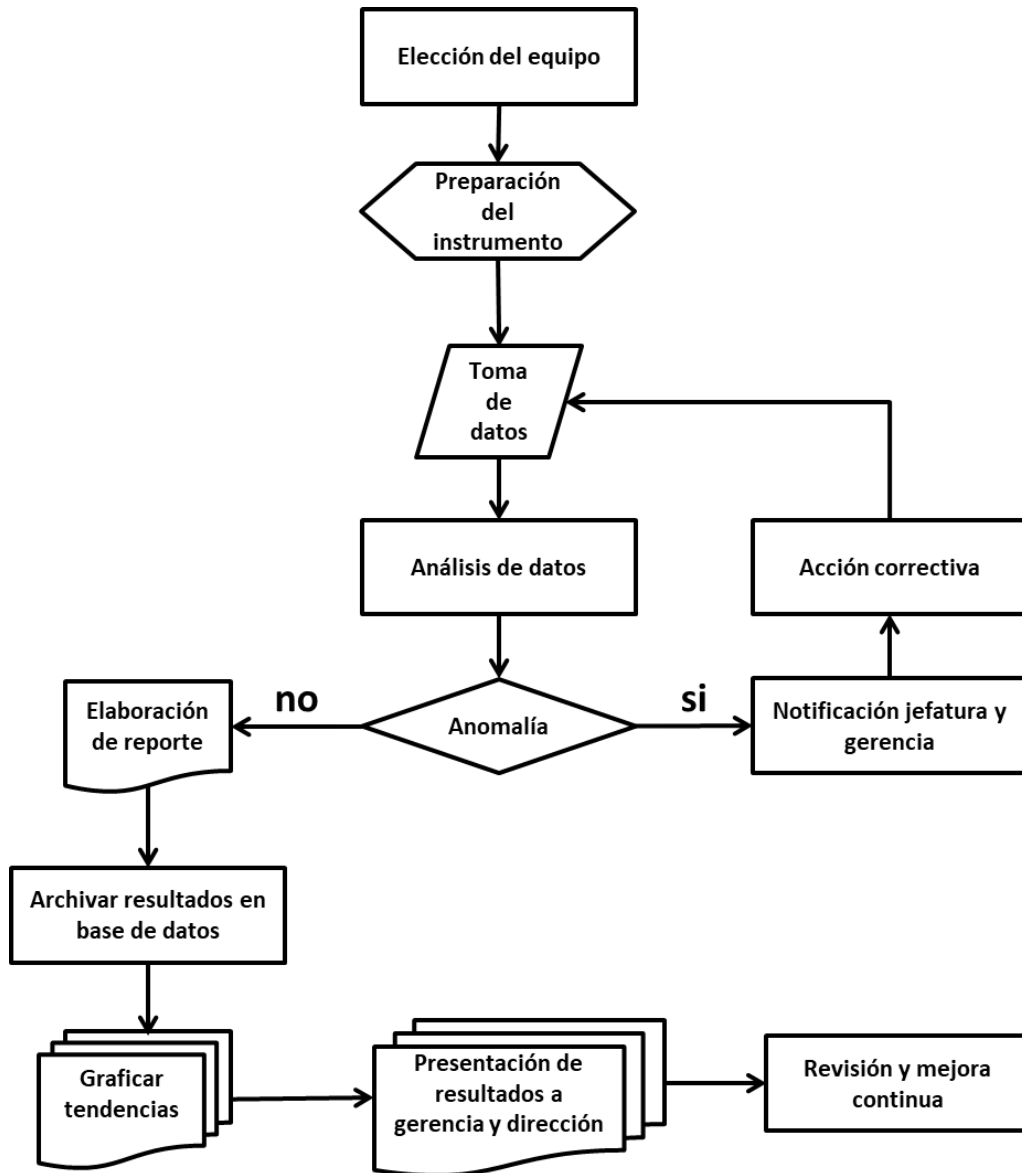 Elección del equipo
Preparación
del
instrumento
Toma
de
datos
Análisis de datos
Acción correctiva
no
si
Elaboración
de reporte
Anomalía
Notificación jefatura y
gerencia
Archivar resultados en
base de datos
Graficar
tendencias
Presentación de
resultados a
gerencia y dirección
Revisión y mejora
continua